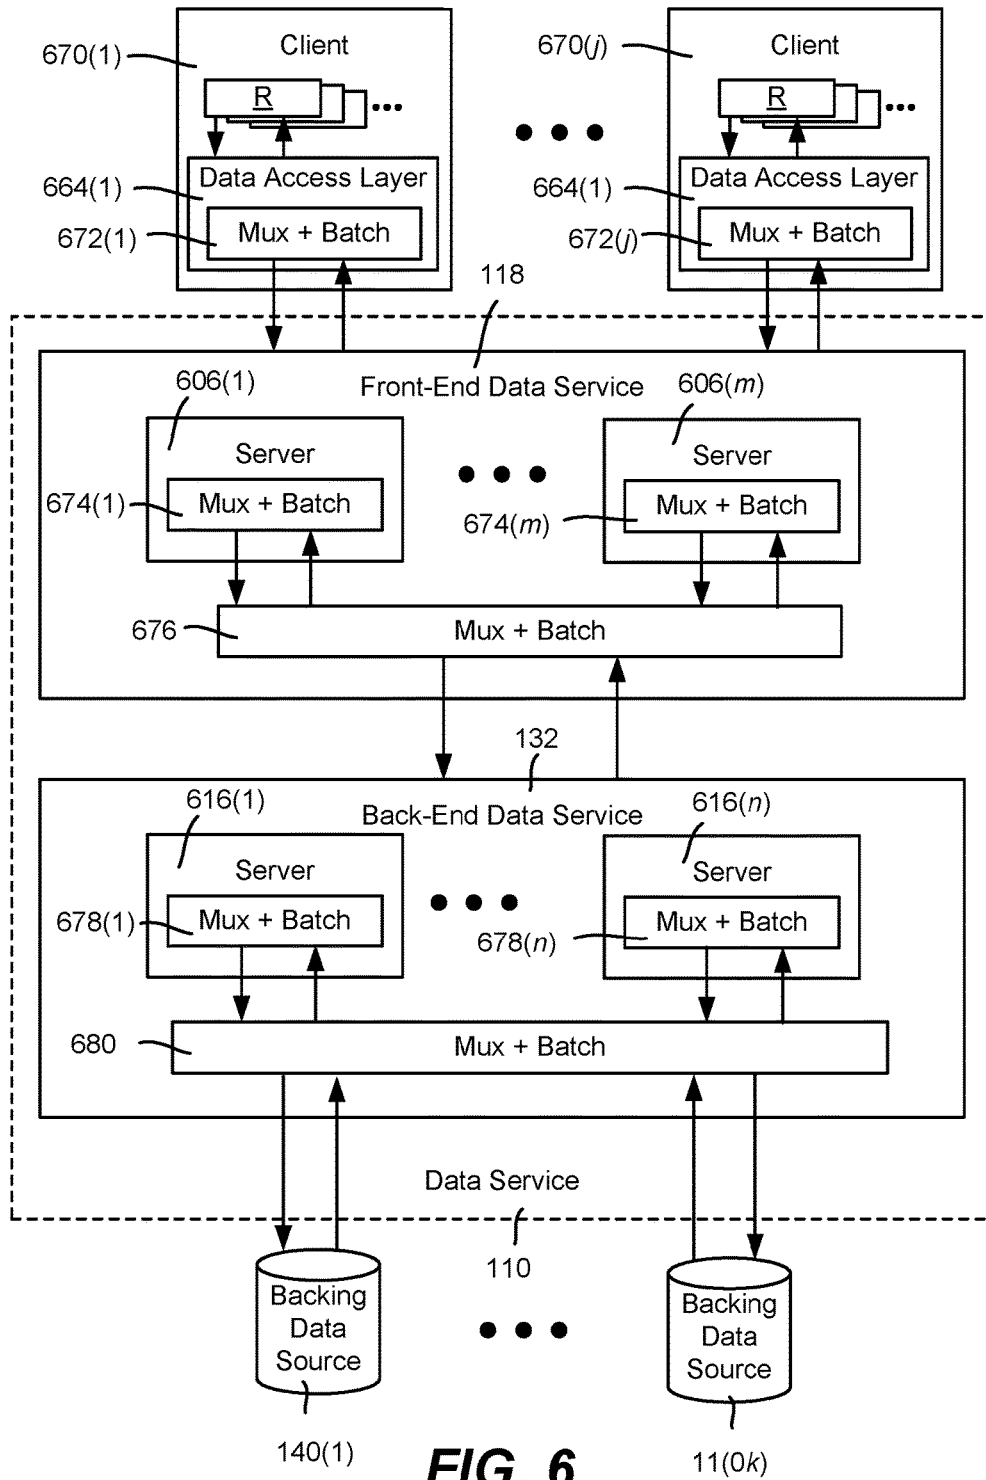 670(1)
Client
R
Data Access Layer
664(1)
Mux + Batch
672(1)
670(j)
Client
R
Data Access Layer
664(1)
Mux + Batch
672(j)
118
Front-End Data Service
606(1)
Server
Mux + Batch
674(1)
606(m)
Server
Mux + Batch
674(m)
676
Mux + Batch
132
Back-End Data Service
616(1)
Server
Mux + Batch
678(1)
616(n)
Server
Mux + Batch
678(n)
680
Mux + Batch
Data Service
110
Backing
Data
Source
140(1)
Backing
Data
Source
11(0k)
FIG. 6